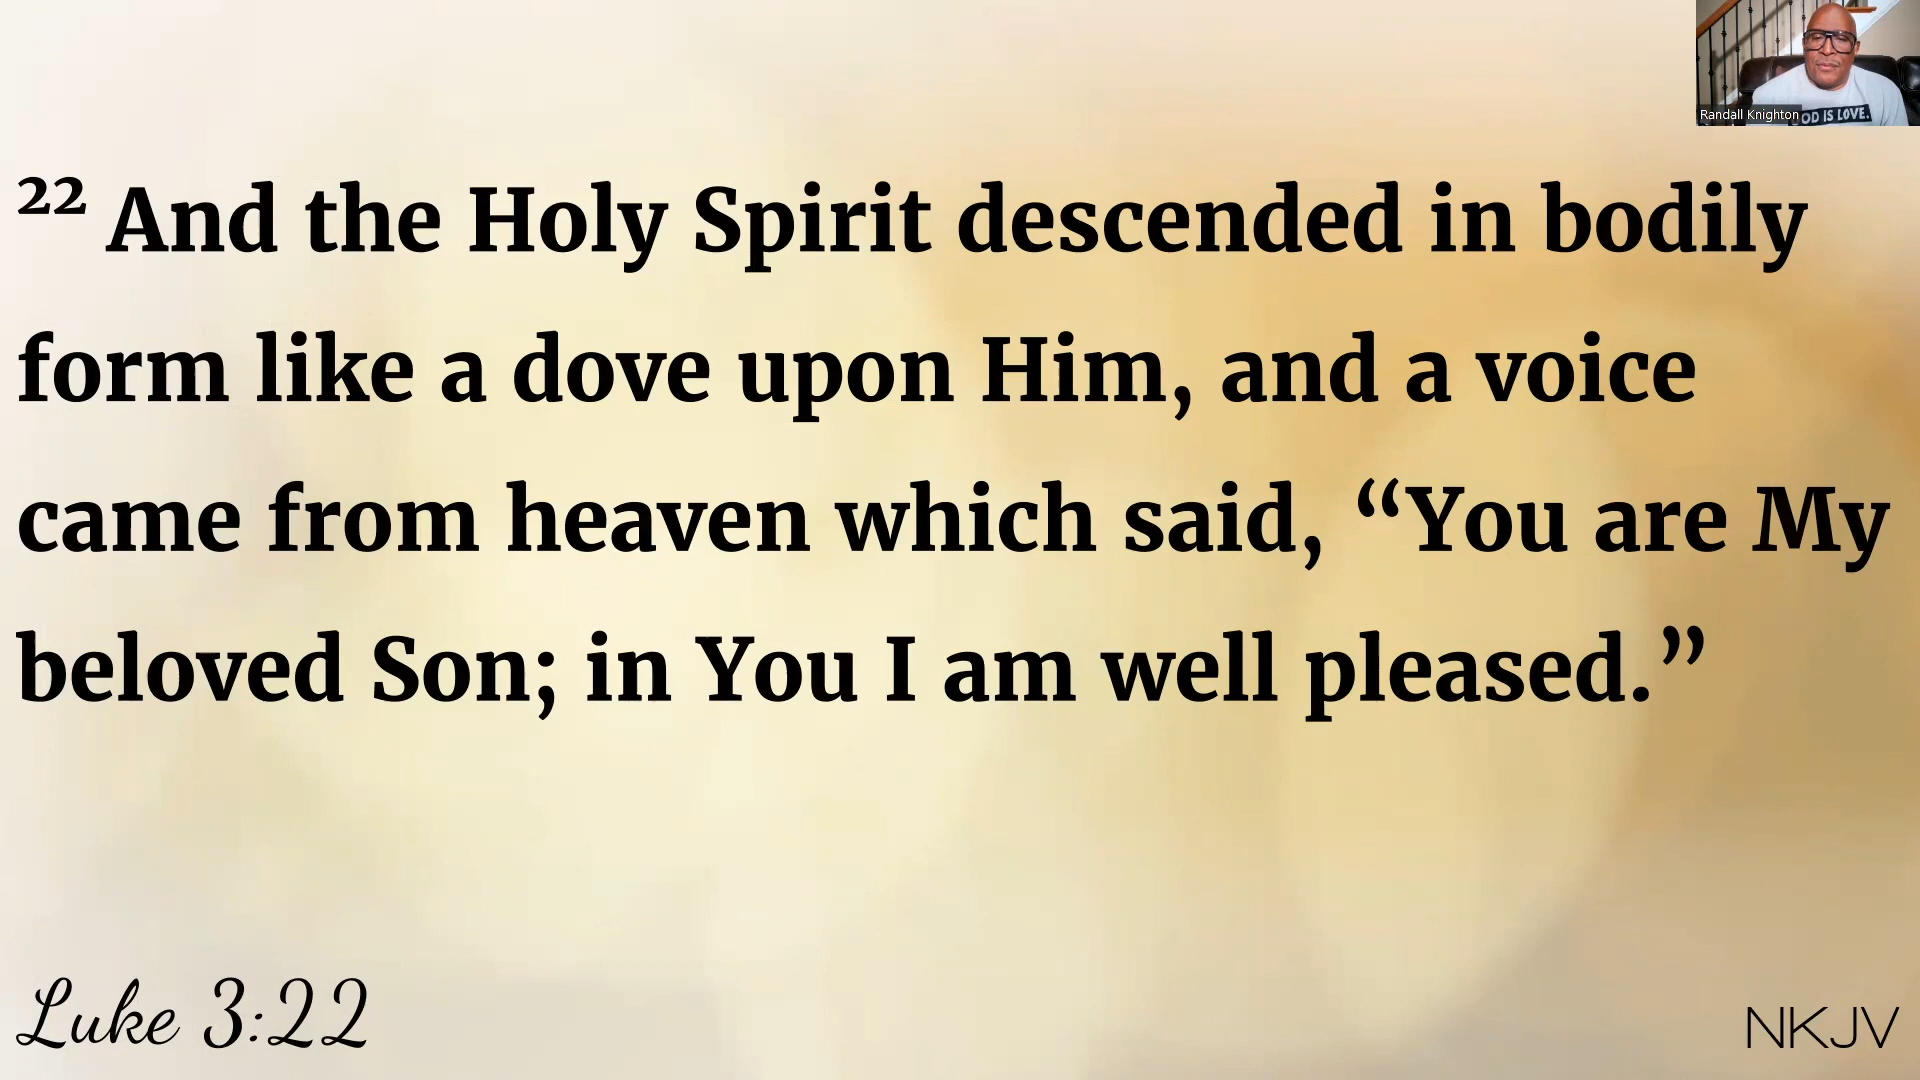 Randall Knighton
OD IS LOVE.
22 And the Holy Spirit descended in bodily
form like a dove upon Him, and a voice
came from heaven which said, “You are My
beloved Son; in You I am well pleased.”
Luke 3:22
NKJV